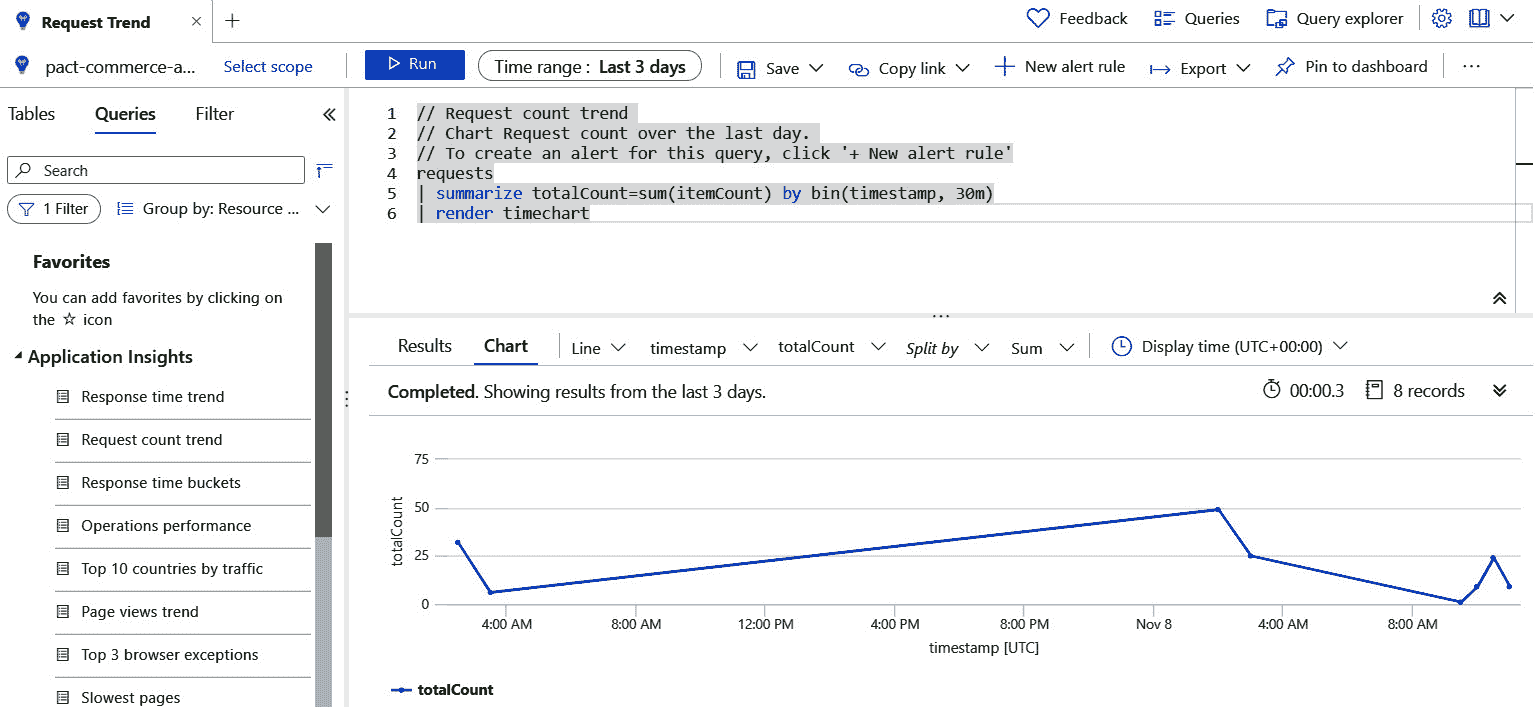 Request Trend
Feedback
Queries
Query explorer
pact-commerce-a...
Select scope
Run
Time range : Last 3 days
Save
Copy link
New alert rule
Export
Pin to dashboard
...
Tables
Queries
Filter
Search
1 Filter
Group by: Resource ...
Favorites
You can add favorites by clicking on
the ☆ icon
Application Insights
Response time trend
Request count trend
Response time buckets
Operations performance
Top 10 countries by traffic
Page views trend
Top 3 browser exceptions
Slowest pages
1 // Request count trend
2 // Chart Request count over the last day.
3 // To create an alert for this query, click '+ New alert rule'
4 requests
5 | summarize totalCount=sum(itemCount) by bin(timestamp, 30m)
6 | render timechart
Results
Chart
Line
timestamp
totalCount
Split by
Sum
Display time (UTC+00:00)
Completed. Showing results from the last 3 days.
00:00.3
8 records
75
50
25
0
totalCount
4:00 AM
8:00 AM
12:00 PM
4:00 PM
8:00 PM
Nov 8
4:00 AM
8:00 AM
timestamp [UTC]
totalCount